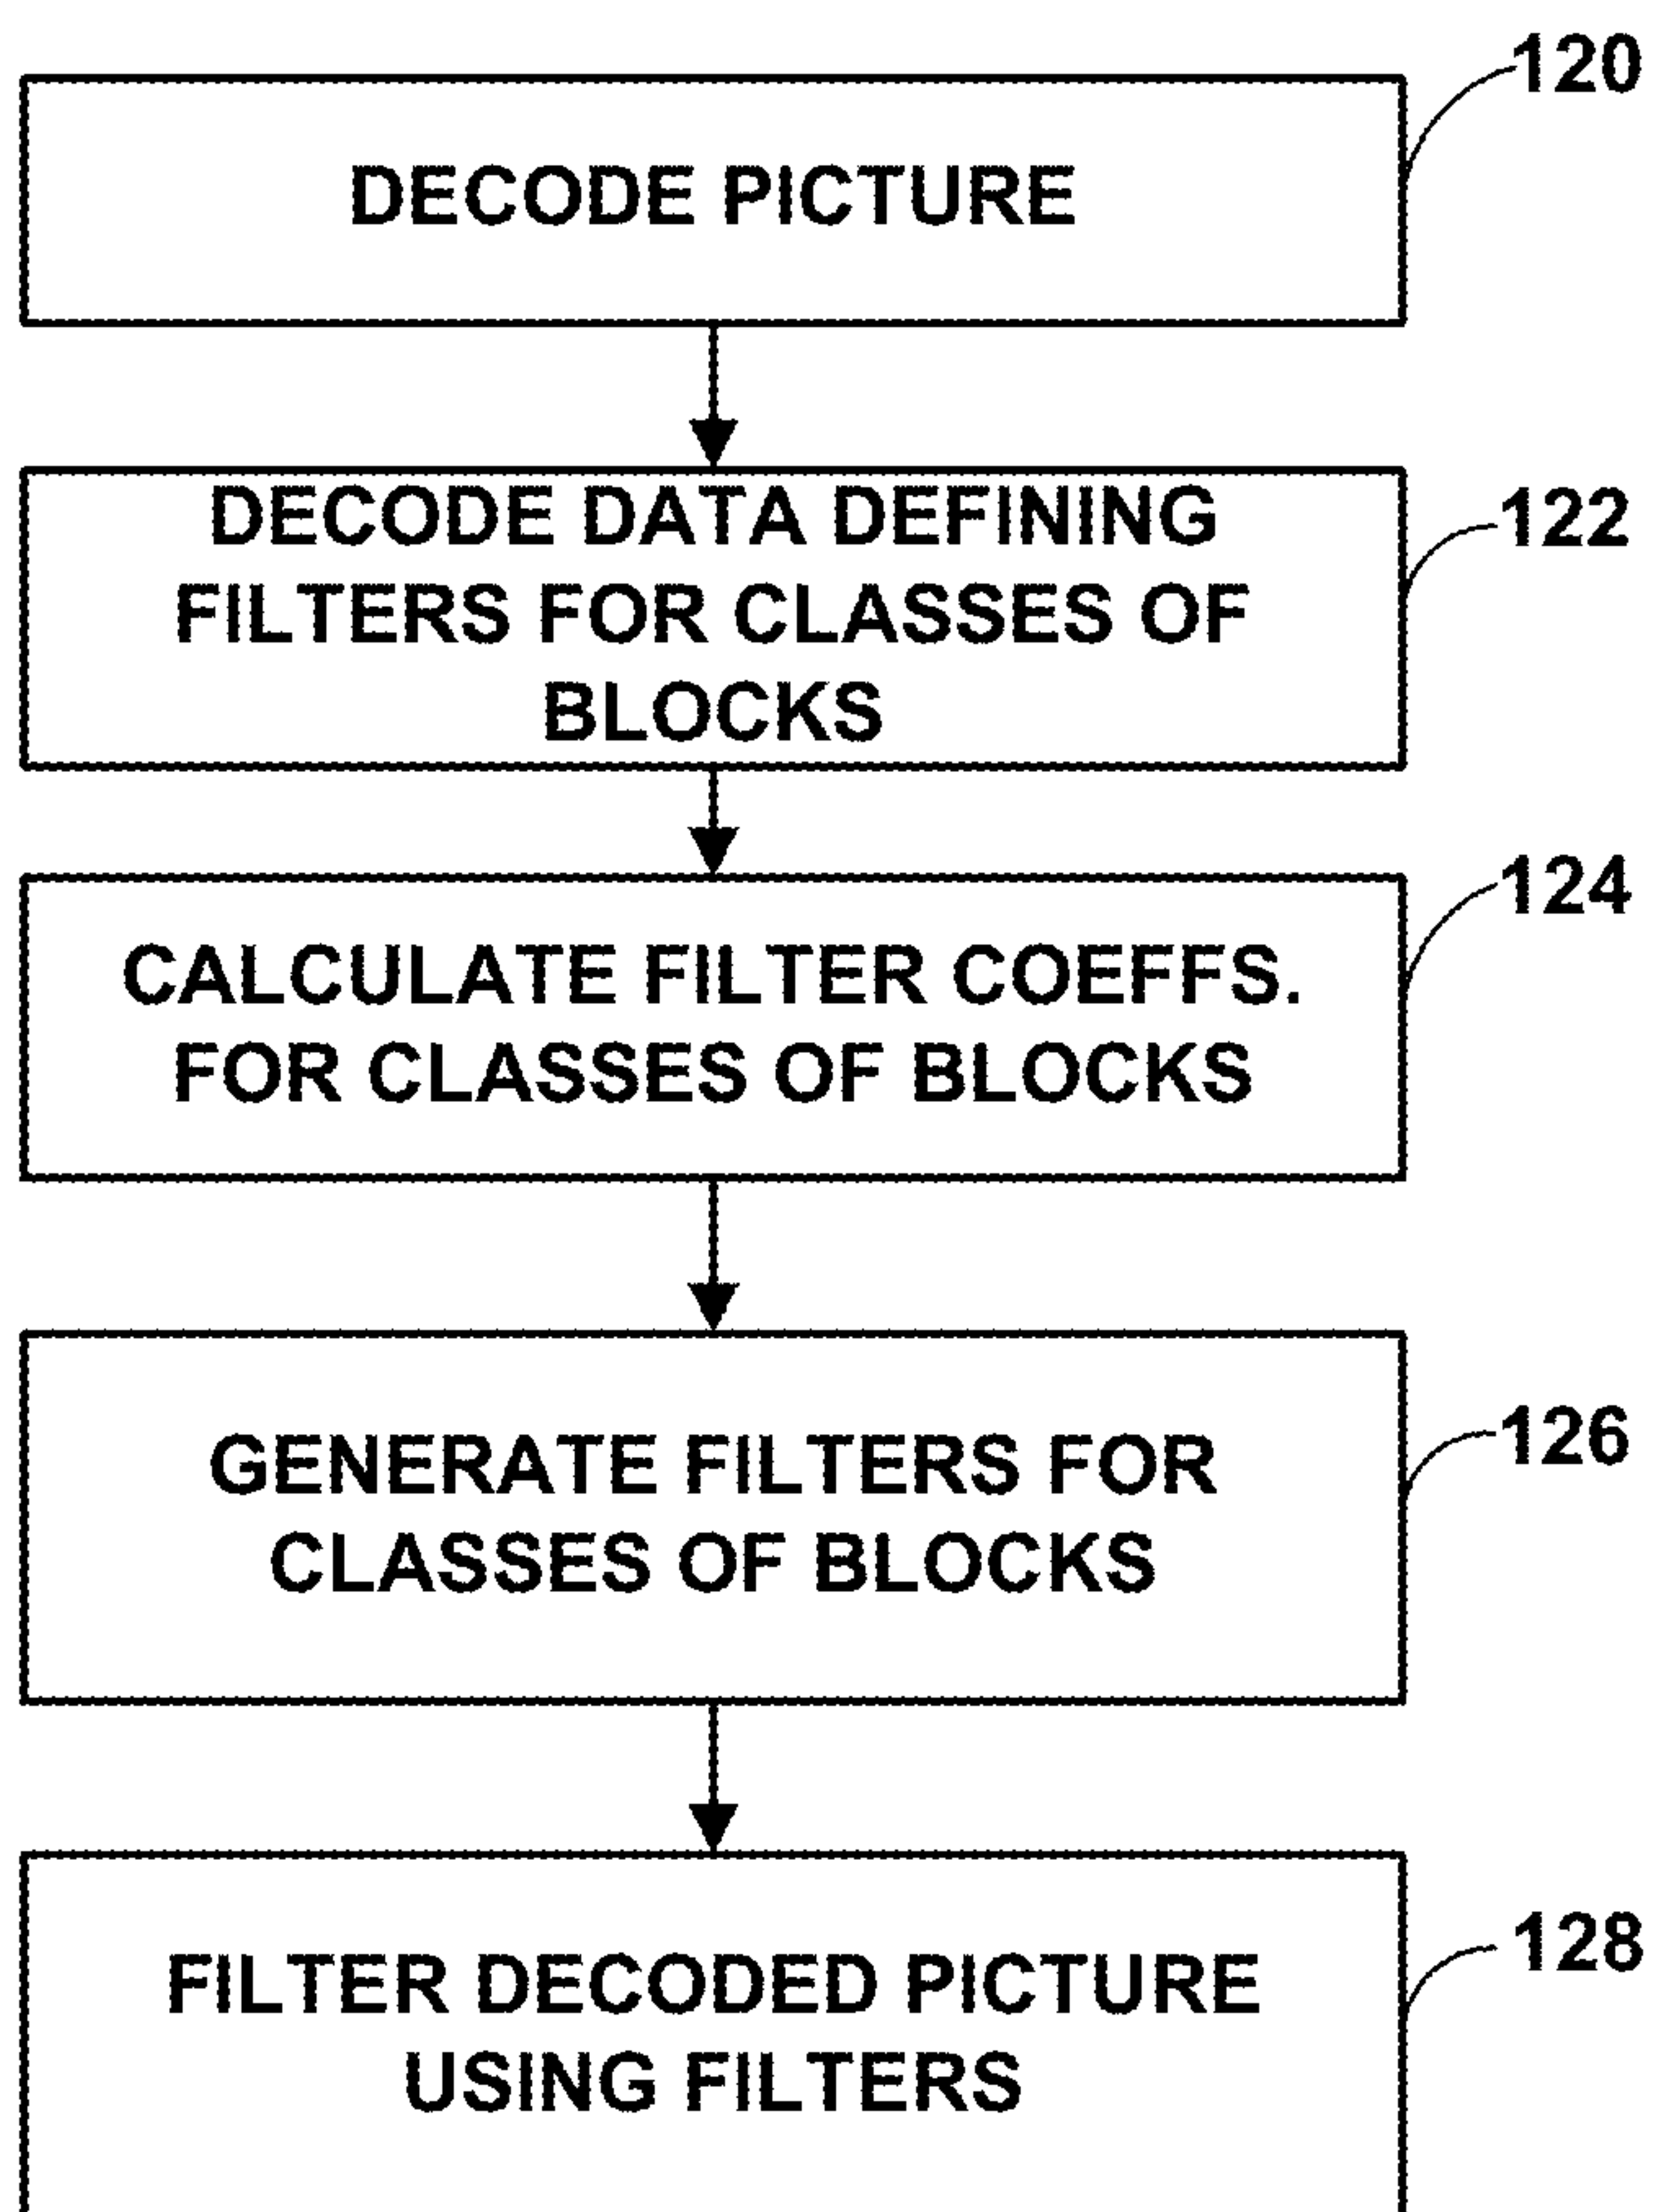 120
DECODE PICTURE
DECODE DATA DEFINING
122
FILTERS FOR CLASSES OF
BLOCKS
124
CALCULATE FILTER COEFFS.
FOR CLASSES OF BLOCKS
126
GENERATE FILTERS FOR
CLASSES OF BLOCKS
128
FILTER DECODED PICTURE
USING FILTERS